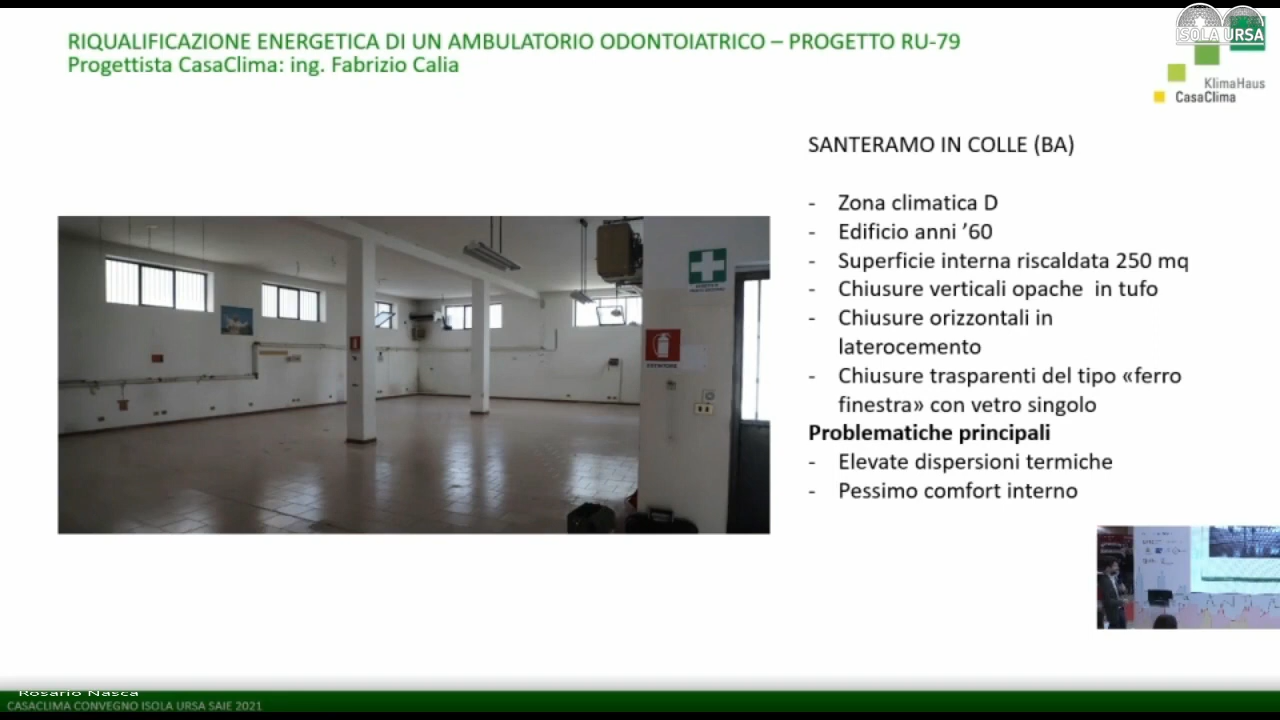 RIQUALIFICAZIONE ENERGETICA DI UN AMBULATORIO ODONTOIATRICO – PROGETTO RU-79
Progettista CasaClima: ing. Fabrizio Calia
ISOLA URSA
KlimaHaus
CasaClima
SANTERAMO IN COLLE (BA)
- Zona climatica D
- Edificio anni ’60
- Superficie interna riscaldata 250 mq
- Chiusure verticali opache in tufo
- Chiusure orizzontali in
laterocemento
- Chiusure trasparenti del tipo «ferro
finestra» con vetro singolo
Problematiche principali
- Elevate dispersioni termiche
- Pessimo comfort interno
ESTINTORE
Rosario Nasca
CASACLIMA CONVEGNO ISOLA URSA SAIE 2021